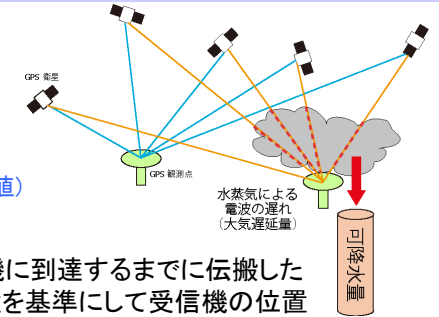 GPS 衛星
GPS 観測点
値）
水蒸気による
電波の遅れ
（大気遅延量）
可降水量
機に到達するまでに伝搬した
を基準にして受信機の位置